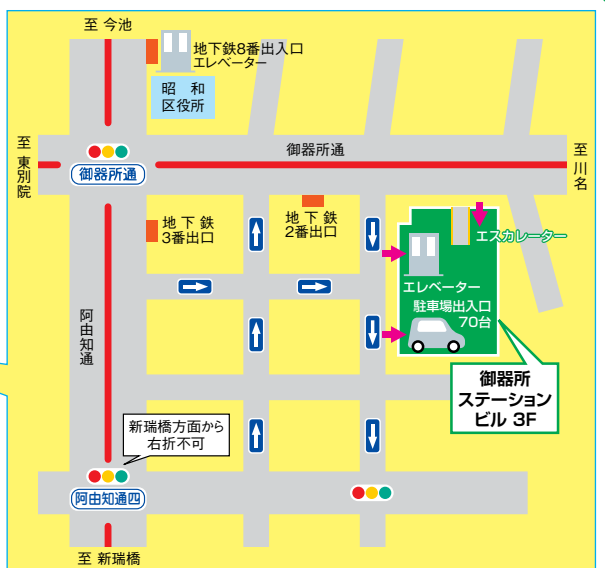 至 今池
地下鉄8番出入口
エレベーター
昭 和
区役所
至 東別院
御器所通
御器所通
至 川名
地 下 鉄
3番出口
地 下 鉄
2番出口
エスカレーター
エレベーター
駐車場出入口
70台
阿由知通
御器所
ステーション
ビル 3F
新瑞橋方面から
右折不可
阿由知通四
至 新瑞橋